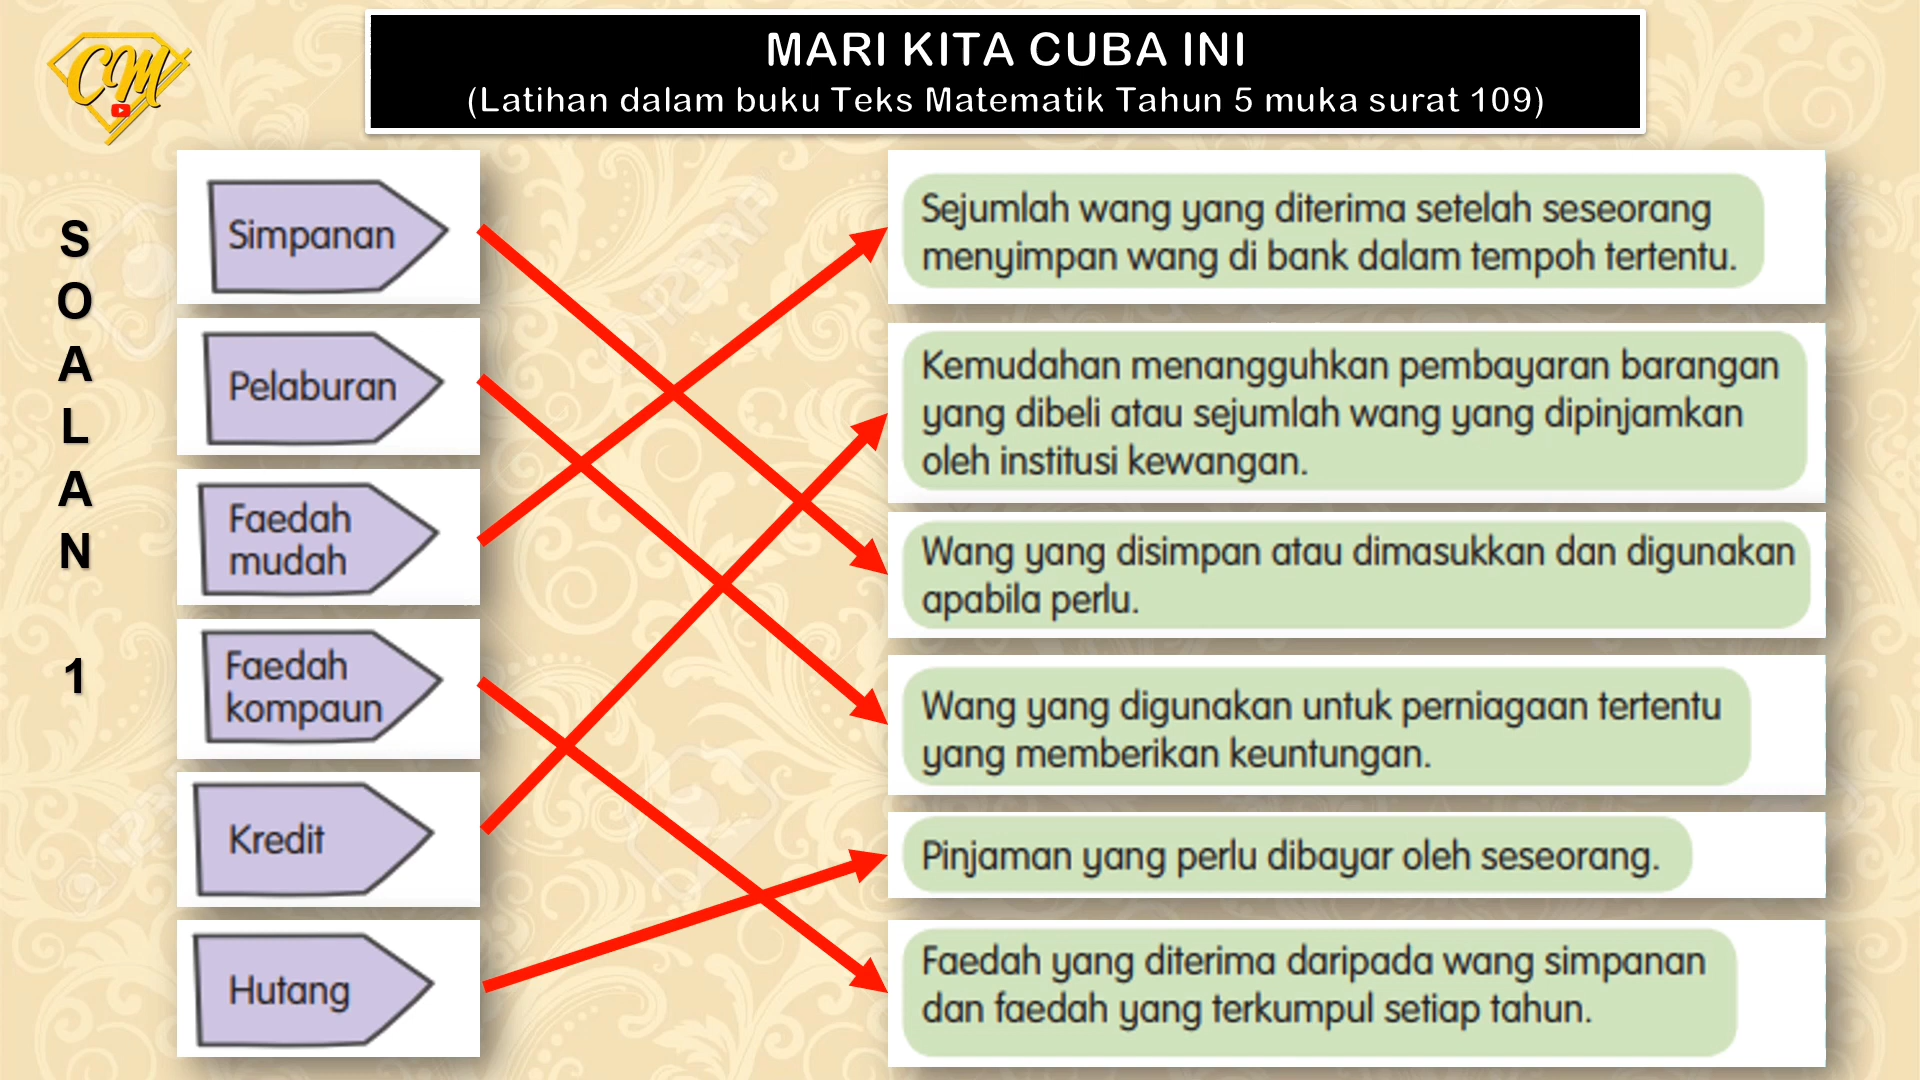 CM
MARI KITA CUBA INI
(Latihan dalam buku Teks Matematik Tahun 5 muka surat 109)
SOALAN 1
Simpanan
Pelaburan
Faedah
mudah
Faedah
kompaun
Kredit
Hutang
Sejumlah wang yang diterima setelah seseorang
menyimpan wang di bank dalam tempoh tertentu.
Kemudahan menangguhkan pembayaran barangan
yang dibeli atau sejumlah wang yang dipinjamkan
oleh institusi kewangan.
Wang yang disimpan atau dimasukkan dan digunakan
apabila perlu.
Wang yang digunakan untuk perniagaan tertentu
yang memberikan keuntungan.
Pinjaman yang perlu dibayar oleh seseorang.
Faedah yang diterima daripada wang simpanan
dan faedah yang terkumpul setiap tahun.